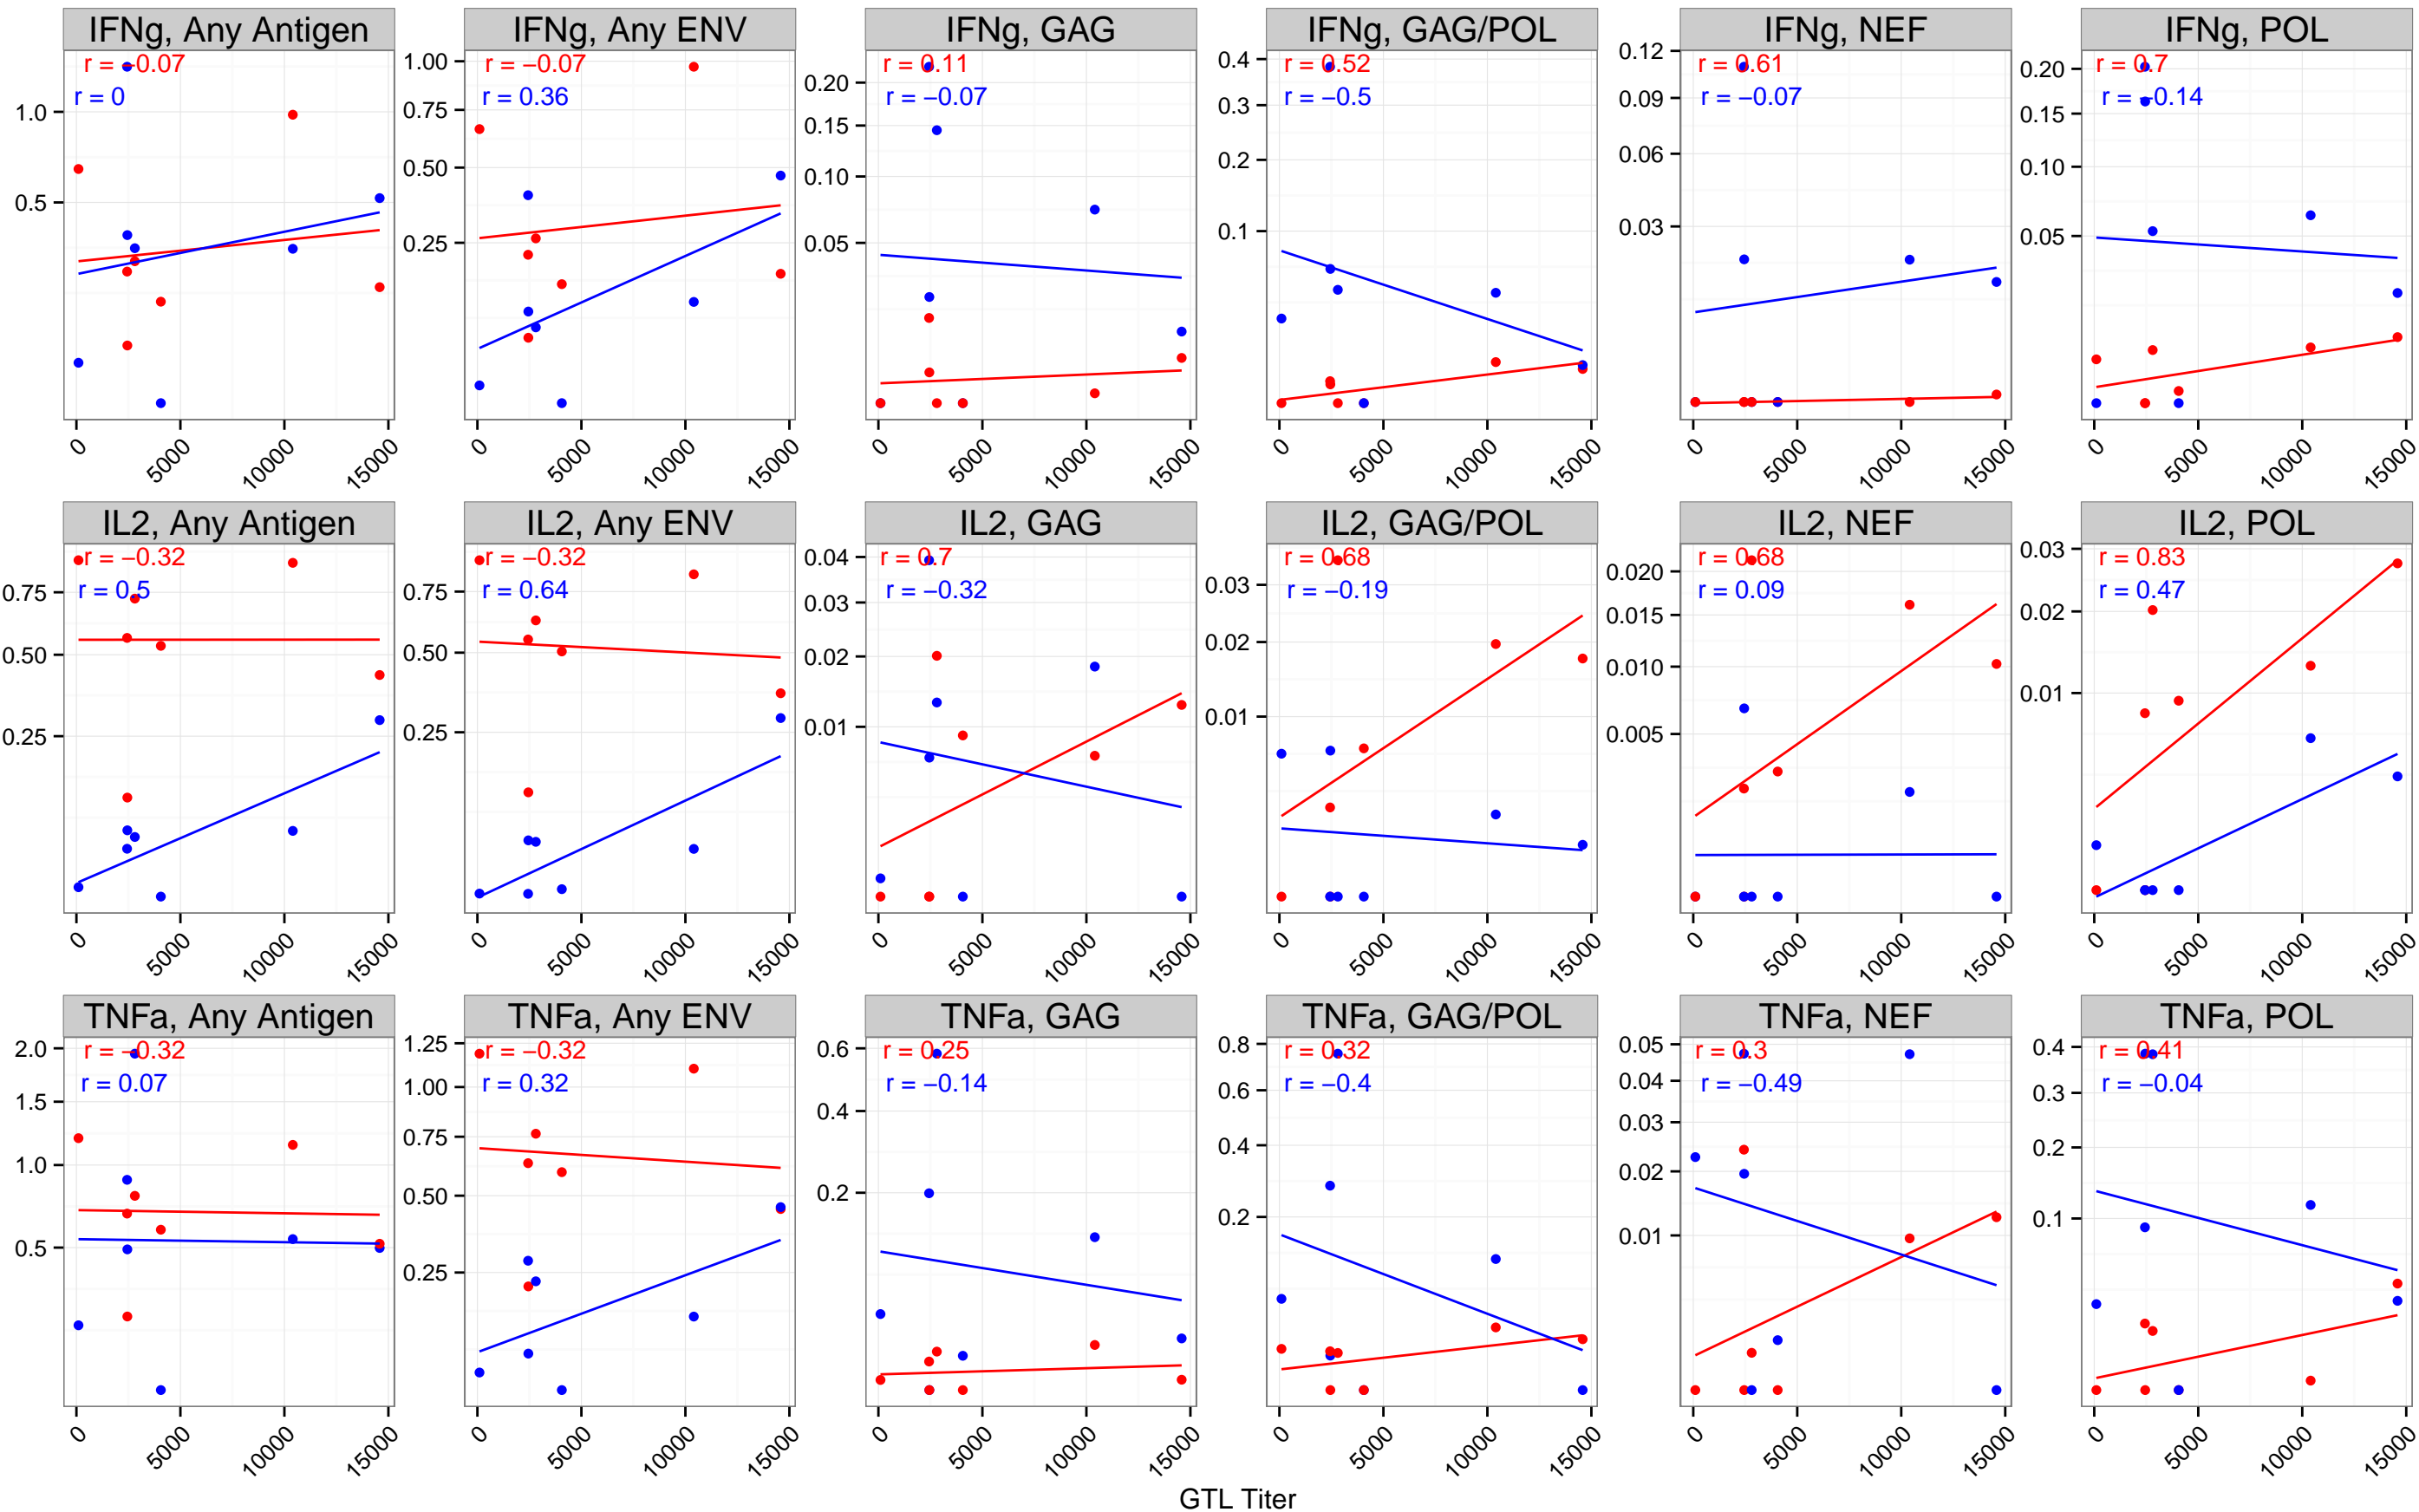 IFNg, Any Antigen
IFNg, Any ENV
IFNg, GAG
IFNg, GAG/POL
IFNg, NEF
IFNg, POL
r = −0.07
r = 0
1.0
0.5
0 5000 10000 15000
r = −0.07
r = 0.36
1.00
0.75
0.50
0.25
0 5000 10000 15000
r = 0.11
r = −0.07
0.20
0.15
0.10
0.05
0 5000 10000 15000
r = 0.52
r = −0.5
0.4
0.3
0.2
0.1
0 5000 10000 15000
r = 0.61
r = −0.07
0.12
0.09
0.06
0.03
0 5000 10000 15000
r = 0.7
r = −0.14
0.20
0.15
0.10
0.05
0 5000 10000 15000
IL2, Any Antigen
IL2, Any ENV
IL2, GAG
IL2, GAG/POL
IL2, NEF
IL2, POL
r = −0.32
r = 0.5
0.75
0.50
0.25
0 5000 10000 15000
r = −0.32
r = 0.64
0.75
0.50
0.25
0 5000 10000 15000
r = 0.7
r = −0.32
0.04
0.03
0.02
0.01
0 5000 10000 15000
r = 0.68
r = −0.19
0.03
0.02
0.01
0 5000 10000 15000
r = 0.68
r = 0.09
0.020
0.015
0.010
0.005
0 5000 10000 15000
r = 0.83
r = 0.47
0.03
0.02
0.01
0 5000 10000 15000
TNFa, Any Antigen
TNFa, Any ENV
TNFa, GAG
TNFa, GAG/POL
TNFa, NEF
TNFa, POL
r = −0.32
r = 0.07
2.0
1.5
1.0
0.5
0 5000 10000 15000
r = −0.32
r = 0.32
1.25
1.00
0.75
0.50
0.25
0 5000 10000 15000
r = 0.25
r = −0.14
0.6
0.4
0.2
0 5000 10000 15000
r = 0.32
r = −0.4
0.8
0.6
0.4
0.2
0 5000 10000 15000
r = 0.3
r = −0.49
0.05
0.04
0.03
0.02
0.01
0 5000 10000 15000
r = 0.41
r = −0.04
0.4
0.3
0.2
0.1
0 5000 10000 15000
GTL Titer